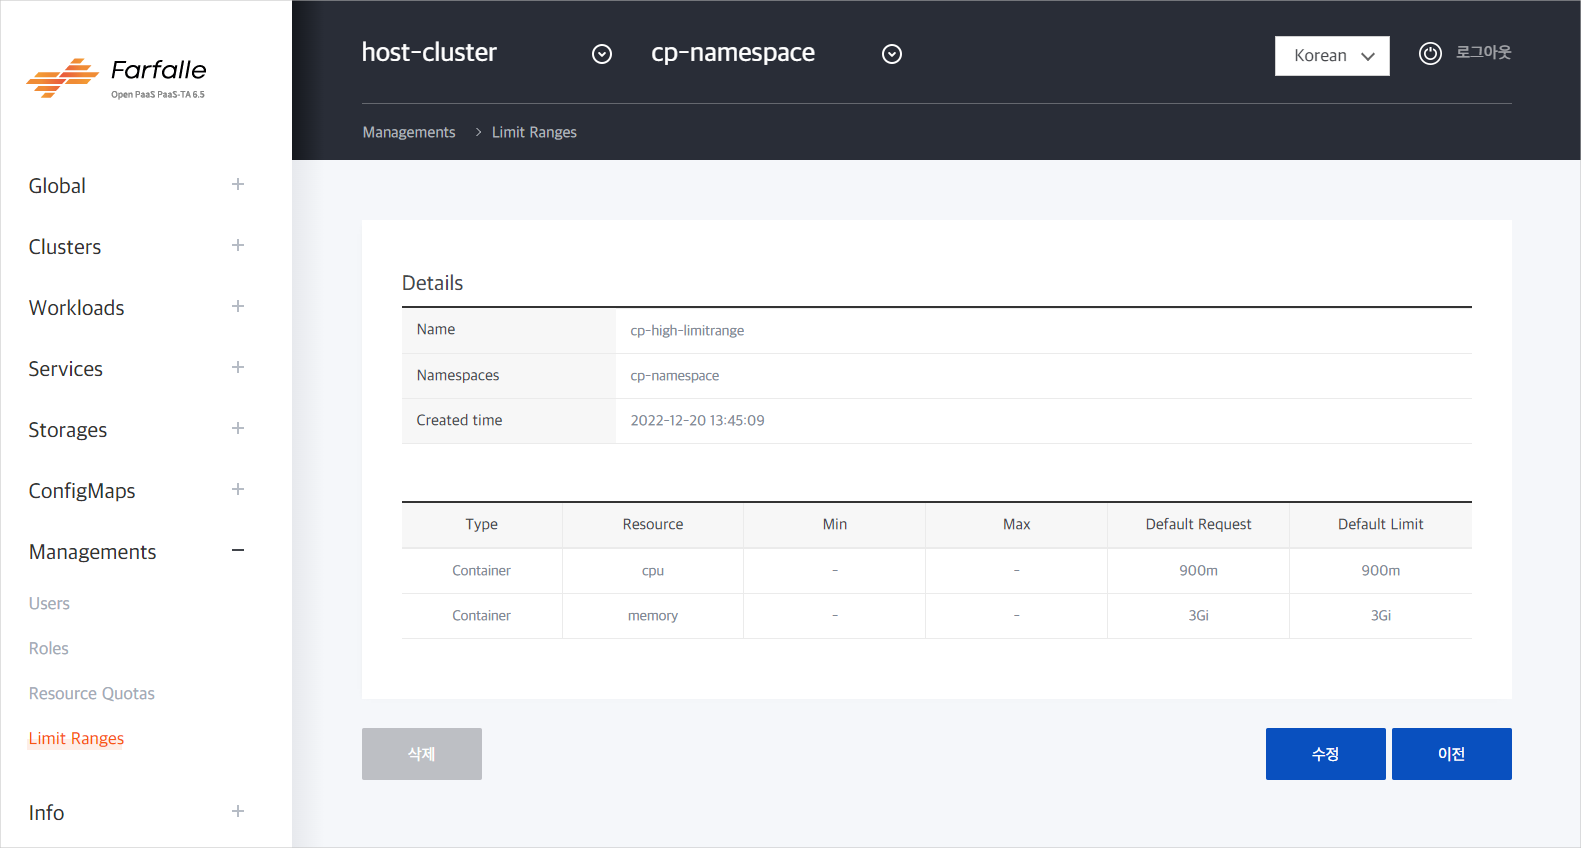 Farfalle
Open PaaS PaaS-TA 6.5
Global
Clusters
Workloads
Services
Storages
ConfigMaps
Managements
Users
Roles
Resource Quotas
Limit Ranges
Info
host-cluster cp-namespace Korean 로그아웃
Managements > Limit Ranges
Details
Name cp-high-limitrange
Namespaces cp-namespace
Created time 2022-12-20 13:45:09
Type Resource Min Max Default Request Default Limit
Container cpu - - 900m 900m
Container memory - - 3Gi 3Gi
삭제 수정 이전